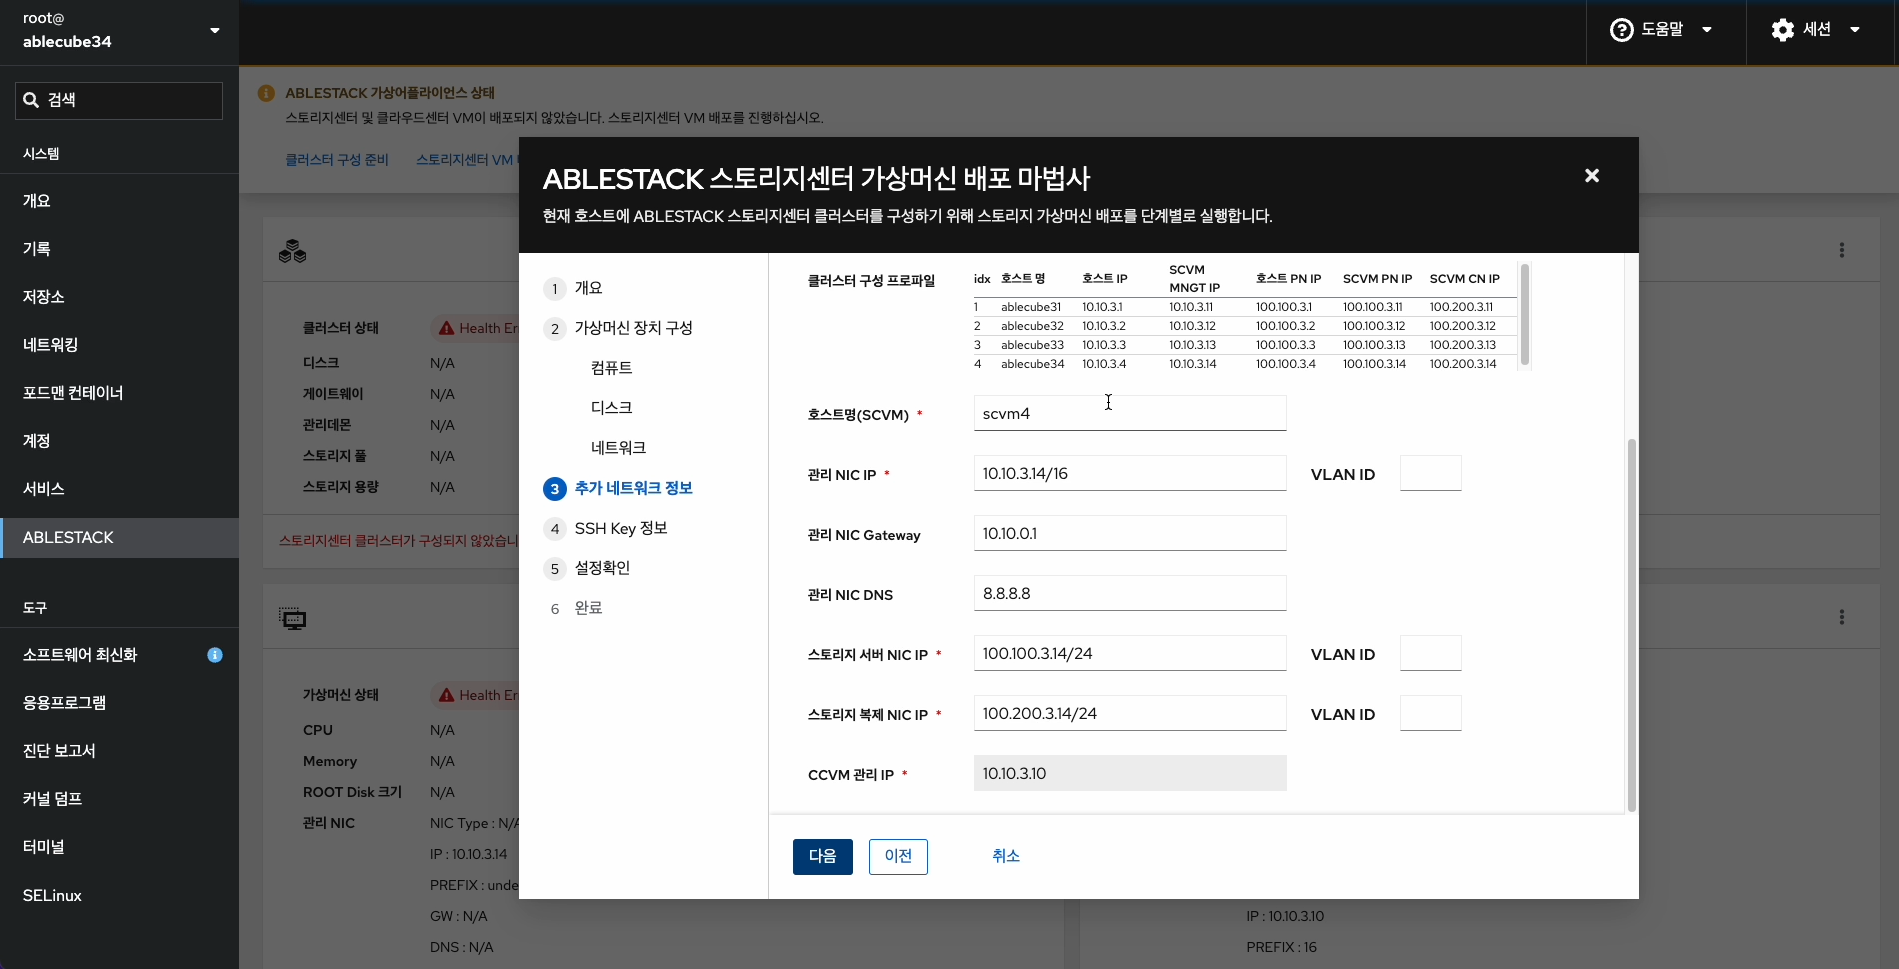 root@
ablecube34
도움말
세션
검색
시스템
개요
기록
저장소
네트워킹
포드맨 컨테이너
계정
서비스
ABLESTACK
도구
소프트웨어 최신화
응용프로그램
진단 보고서
커널 덤프
터미널
SELinux
ABLESTACK 가상어플라이언스 상태
스토리지센터 및 클라우드센터 VM이 배포되지 않았습니다. 스토리지센터 VM 배포를 진행하십시오.
클러스터 구성 준비
스토리지센터 VM
클러스터 상태 Health Er
디스크 N/A
게이트웨이 N/A
관리데몬 N/A
스토리지 풀 N/A
스토리지 용량 N/A
스토리지센터 클러스터가 구성되지 않았습니
가상머신 상태 Health Er
CPU N/A
Memory N/A
ROOT Disk 크기 N/A
관리 NIC NIC Type : N/A
IP : 10.10.3.14
PREFIX : unde
GW : N/A
DNS : N/A
IP : 10.10.3.10
PREFIX : 16
ABLESTACK 스토리지센터 가상머신 배포 마법사
현재 호스트에 ABLESTACK 스토리지센터 클러스터를 구성하기 위해 스토리지 가상머신 배포를 단계별로 실행합니다.
1 개요
2 가상머신 장치 구성
컴퓨트
디스크
네트워크
3 추가 네트워크 정보
4 SSH Key 정보
5 설정확인
6 완료
클러스터 구성 프로파일
idx 호스트 명 호스트 IP SCVM MNGT IP 호스트 PN IP SCVM PN IP SCVM CN IP
1 ablecube31 10.10.3.1 10.10.3.11 100.100.3.1 100.100.3.11 100.200.3.11
2 ablecube32 10.10.3.2 10.10.3.12 100.100.3.2 100.100.3.12 100.200.3.12
3 ablecube33 10.10.3.3 10.10.3.13 100.100.3.3 100.100.3.13 100.200.3.13
4 ablecube34 10.10.3.4 10.10.3.14 100.100.3.4 100.100.3.14 100.200.3.14
호스트명(SCVM) * scvm4
관리 NIC IP * 10.10.3.14/16 VLAN ID
관리 NIC Gateway 10.10.0.1
관리 NIC DNS 8.8.8.8
스토리지 서버 NIC IP * 100.100.3.14/24 VLAN ID
스토리지 복제 NIC IP * 100.200.3.14/24 VLAN ID
CCVM 관리 IP * 10.10.3.10
다음
이전
취소